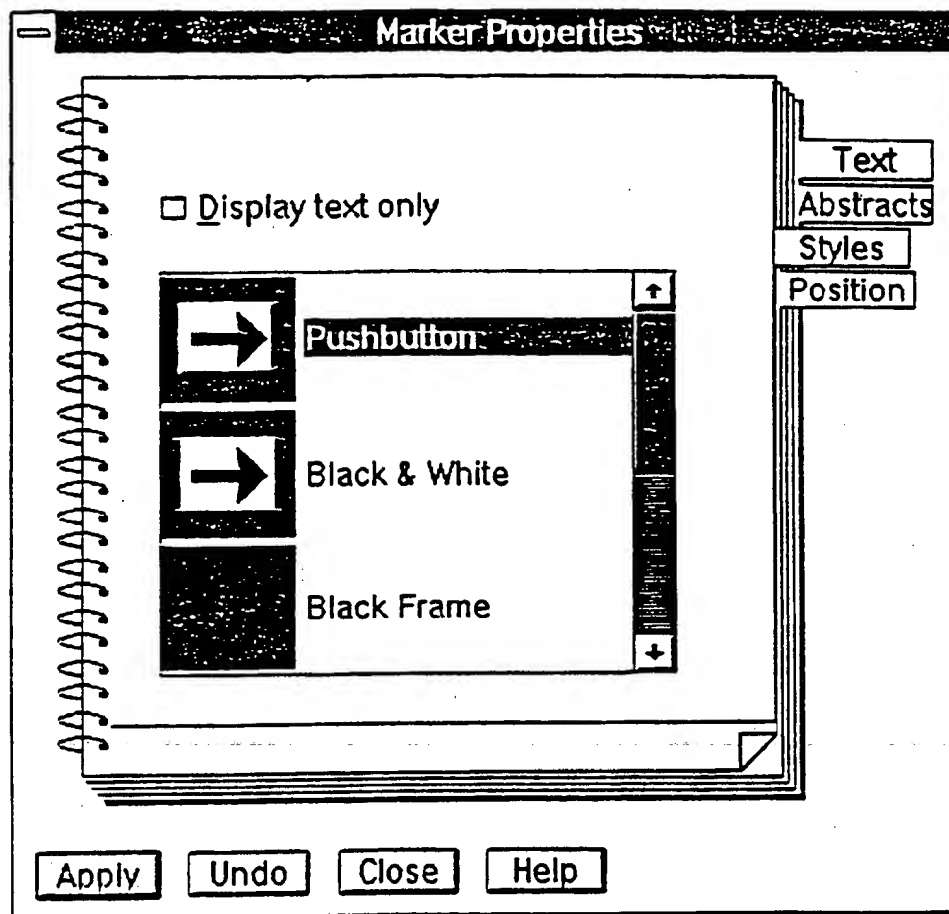 Marker Properties
Text
Display text only
Abstracts
Styles
Position
Pushbutton
Black & White
Black Frame
Apply
Undo
Close
Help